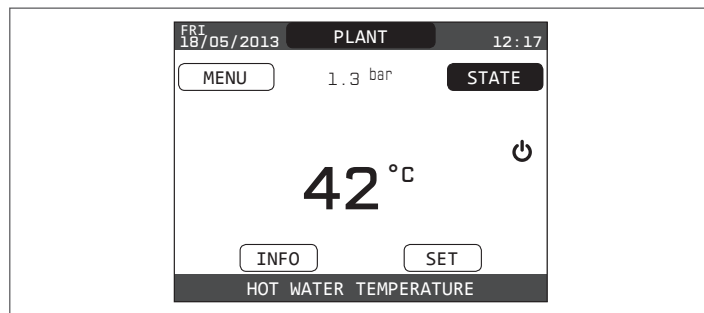 FRI
18/05/2013 PLANT 12:17
MENU 1.3 bar STATE
42 °C
INFO SET
HOT WATER TEMPERATURE